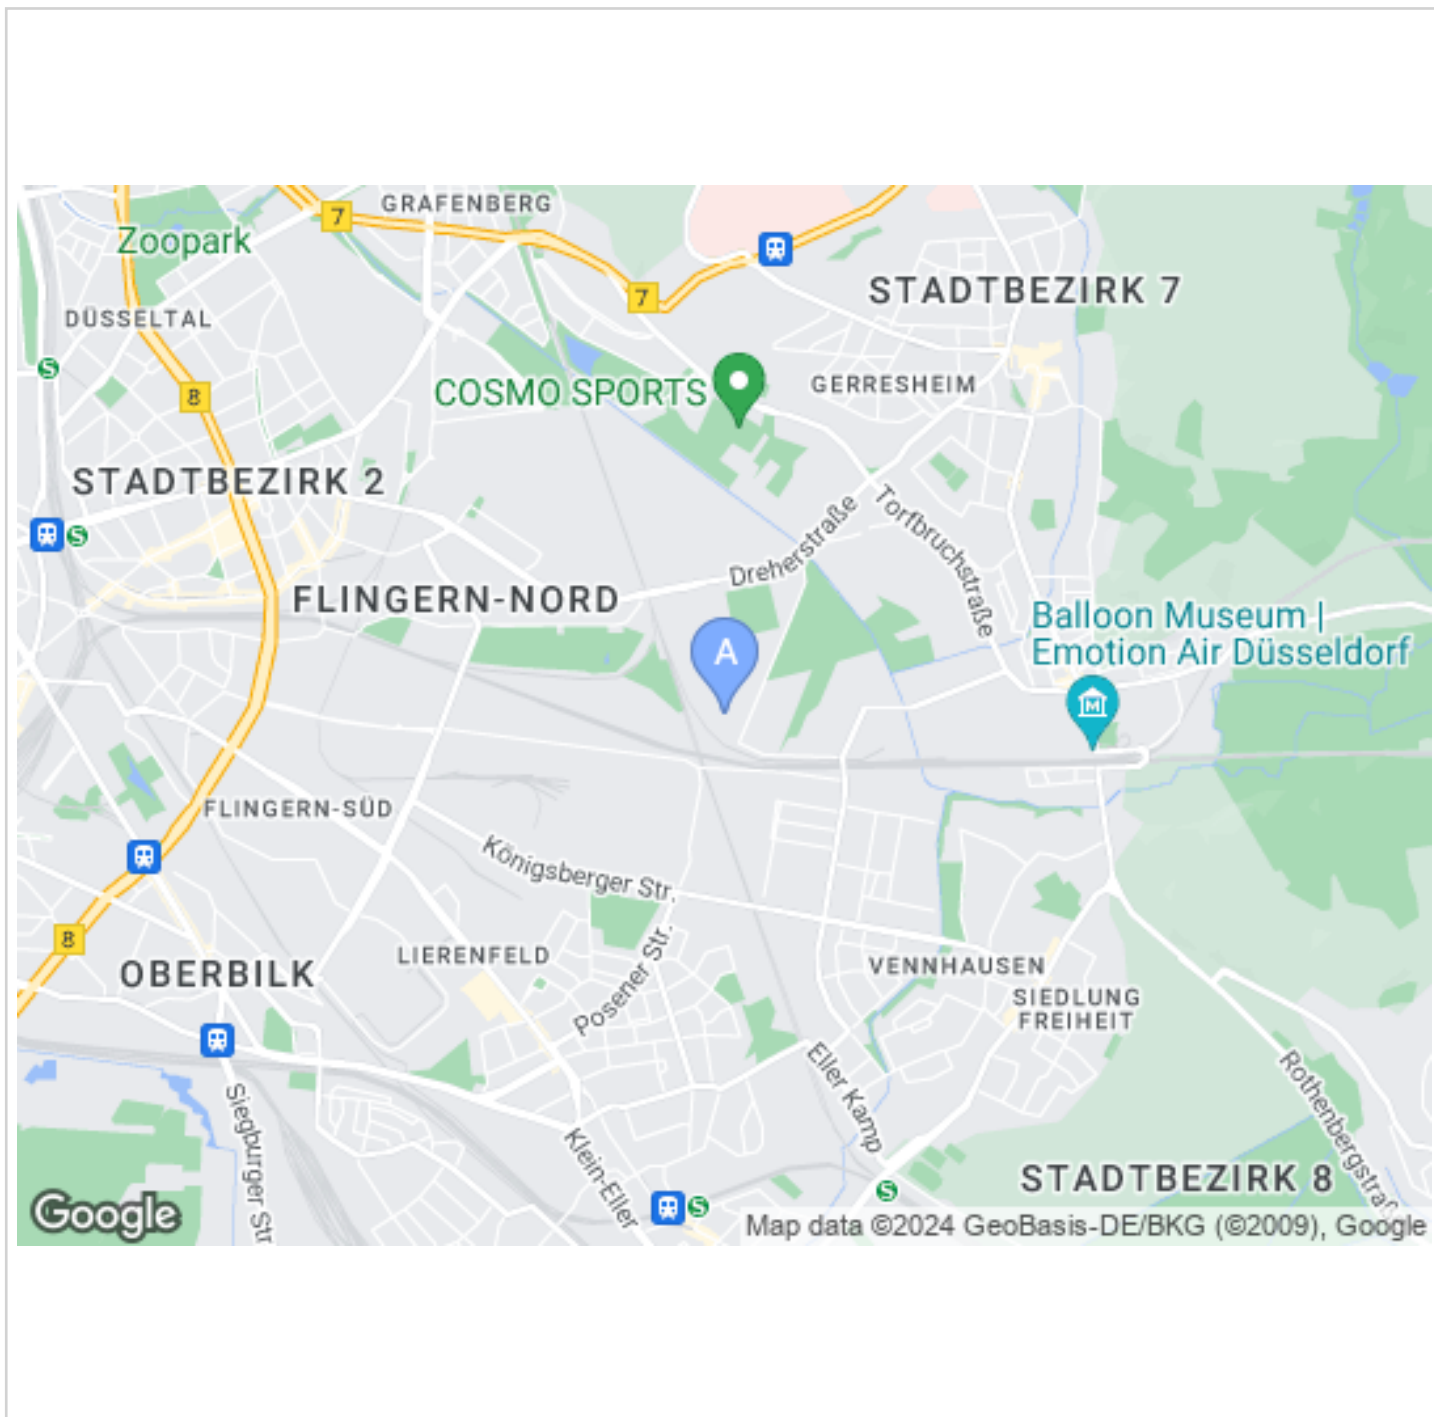 GRAFENBERG
7
Zoopark
7
STADTBEZIRK 7
DÜSSELTAL
S
COSMO SPORTS
GERRESHEIM
8
STADTBEZIRK 2
Torfbruchstraße
S
Dreherstraße
FLINGERN-NORD
Balloon Museum |
Emotion Air Düsseldorf
A
M
FLINGERN-SÜD
Königsberger Str.
8
LIERENFELD
Posener Str.
VENNHAUSEN
OBERBILK
SIEDLUNG
FREIHEIT
Eller Kamp
Rothenbergstraß
Siegburger Str
Klein-Eller
STADTBEZIRK 8
S
S
Google
Map data ©2024 GeoBasis-DE/BKG (©2009), Google